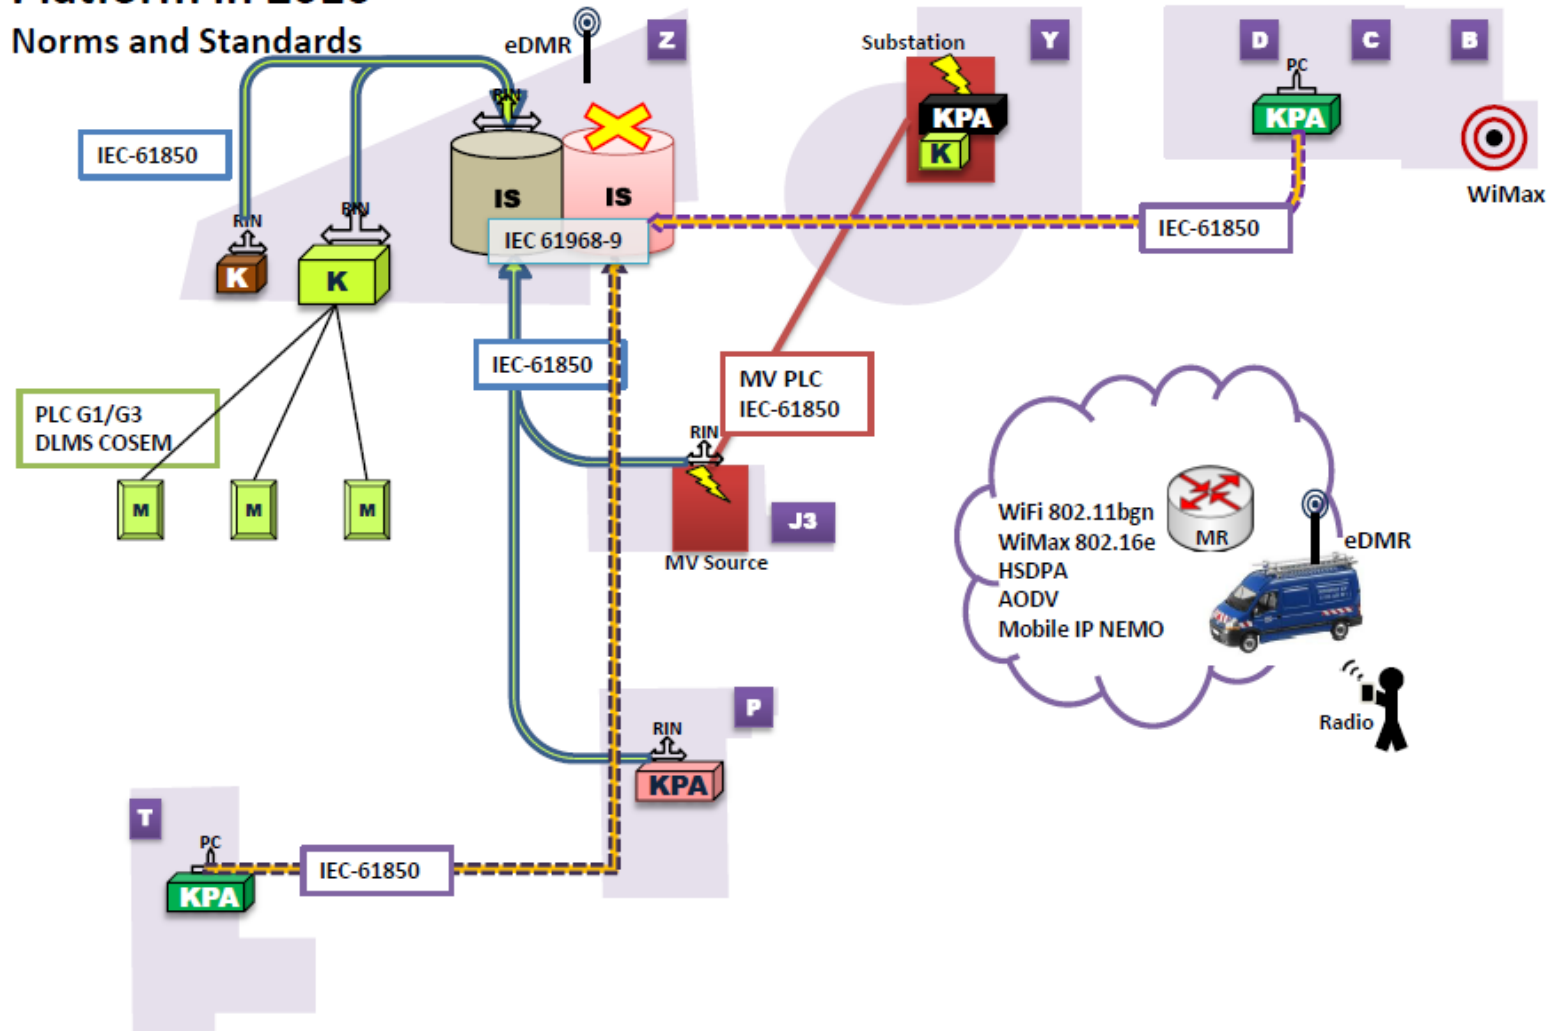 Norms and Standards
eDMR
Z
Substation
Y
D
C
B
PC
KPA
KPA
K
WiMax
IEC-61850
RIN
IS
IS
IEC 61968-9
IEC-61850
RIN
RIN
K
K
IEC-61850
MV PLC
IEC-61850
PLC G1/G3
DLMS COSEM
RIN
M
M
M
J3
MV Source
WiFi 802.11bgn
WiMax 802.16e
HSDPA
AODV
Mobile IP NEMO
MR
eDMR
Radio
P
RIN
KPA
T
PC
KPA
IEC-61850